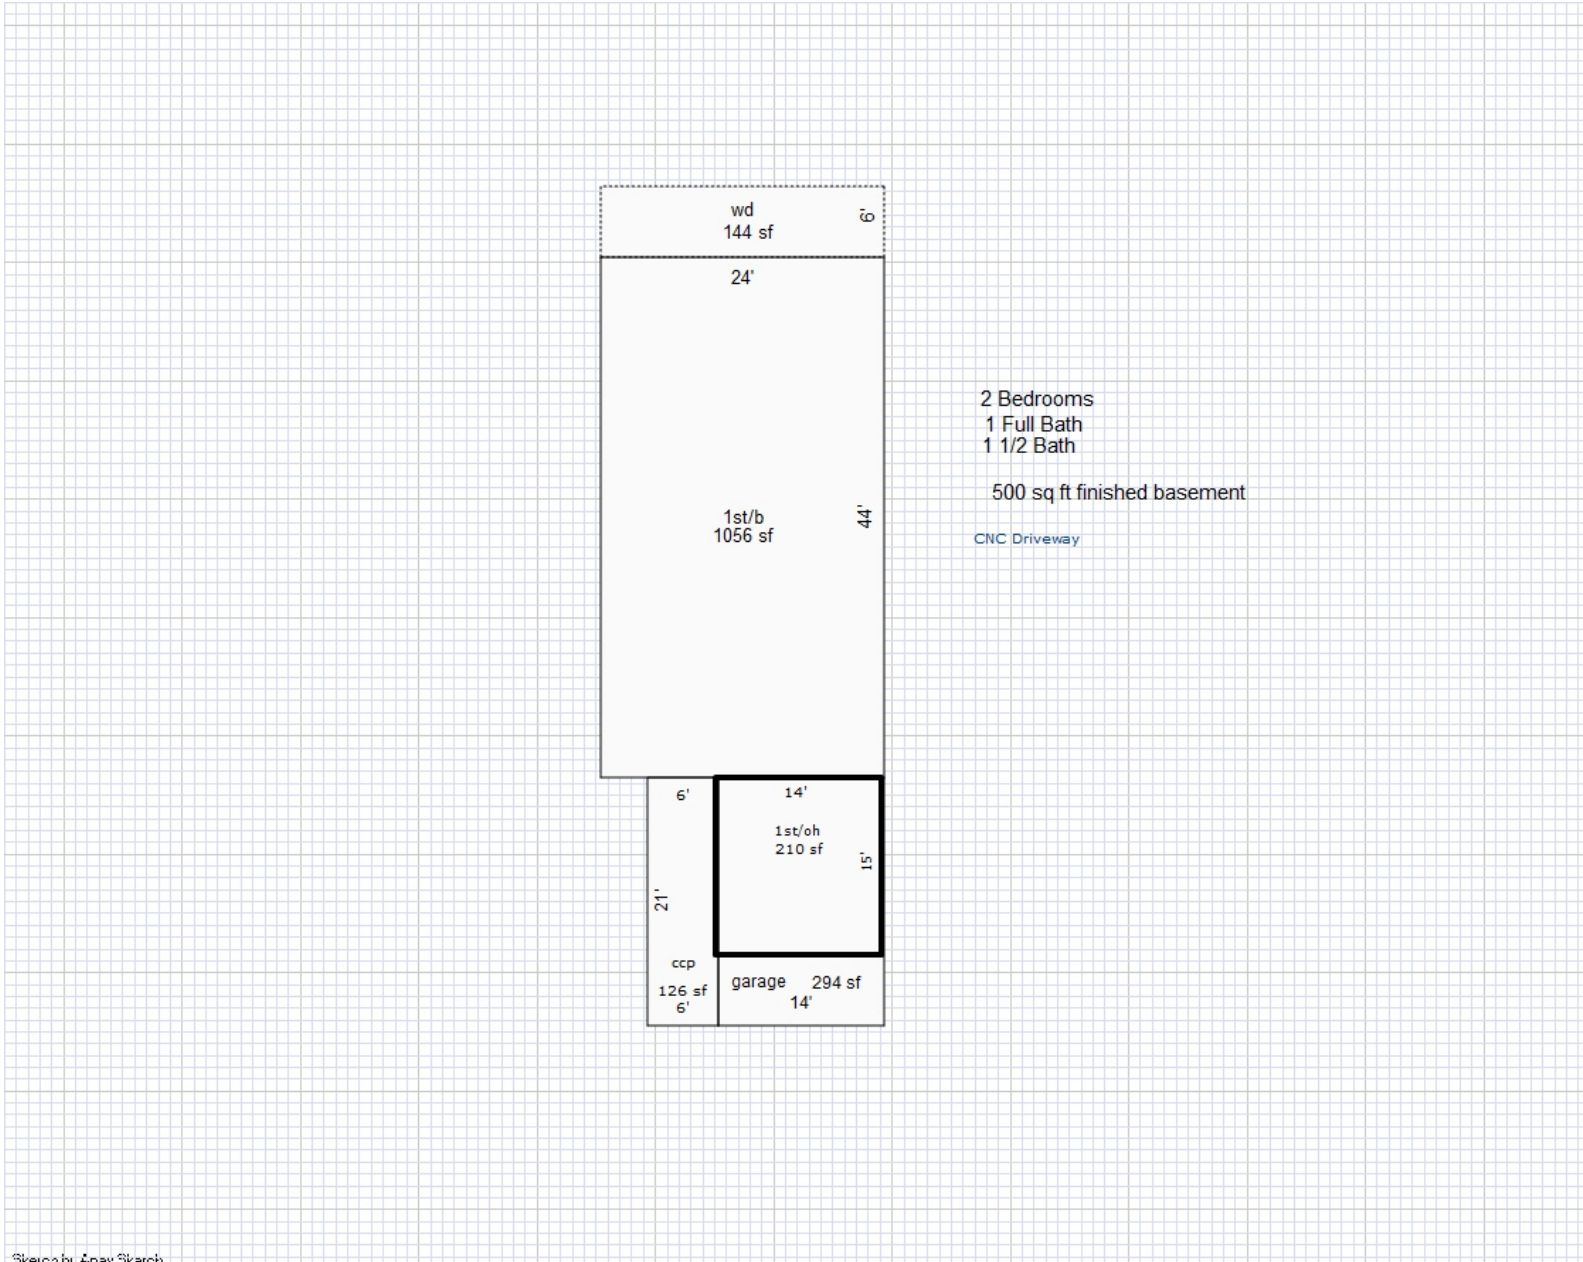 wd
144 sf
6'
24'
2 Bedrooms
1 Full Bath
1 1/2 Bath
500 sq ft finished basement
1st/b
1056 sf
44'
CNC Driveway
6'
14'
1st/oh
210 sf
15'
21'
ccp
126 sf
6'
garage 294 sf
14'